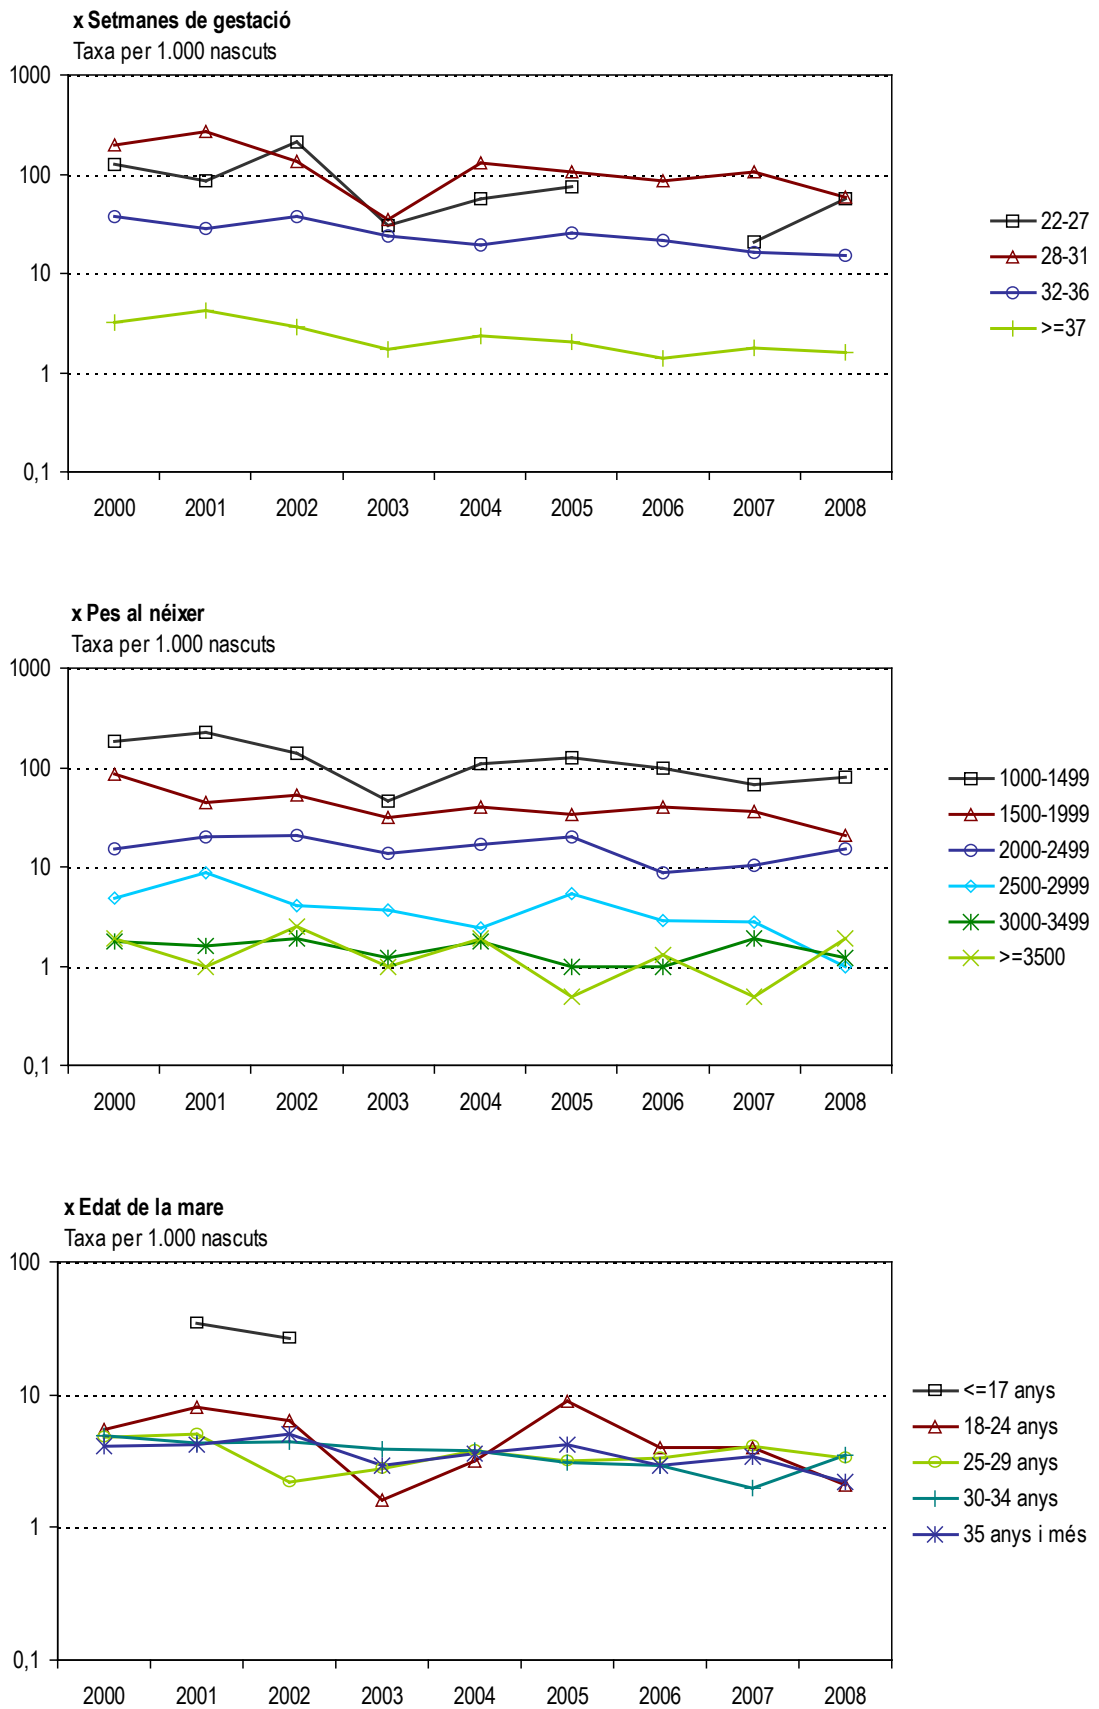 x Setmanes de gestació
Taxa per 1.000 nascuts
1000
100
10
1
0,1
2000 2001 2002 2003 2004 2005 2006 2007 2008
22-27
28-31
32-36
>=37
x Pes al néixer
Taxa per 1.000 nascuts
1000
100
10
1
0,1
2000 2001 2002 2003 2004 2005 2006 2007 2008
1000-1499
1500-1999
2000-2499
2500-2999
3000-3499
>=3500
x Edat de la mare
Taxa per 1.000 nascuts
100
10
1
0,1
2000 2001 2002 2003 2004 2005 2006 2007 2008
<=17 anys
18-24 anys
25-29 anys
30-34 anys
35 anys i més